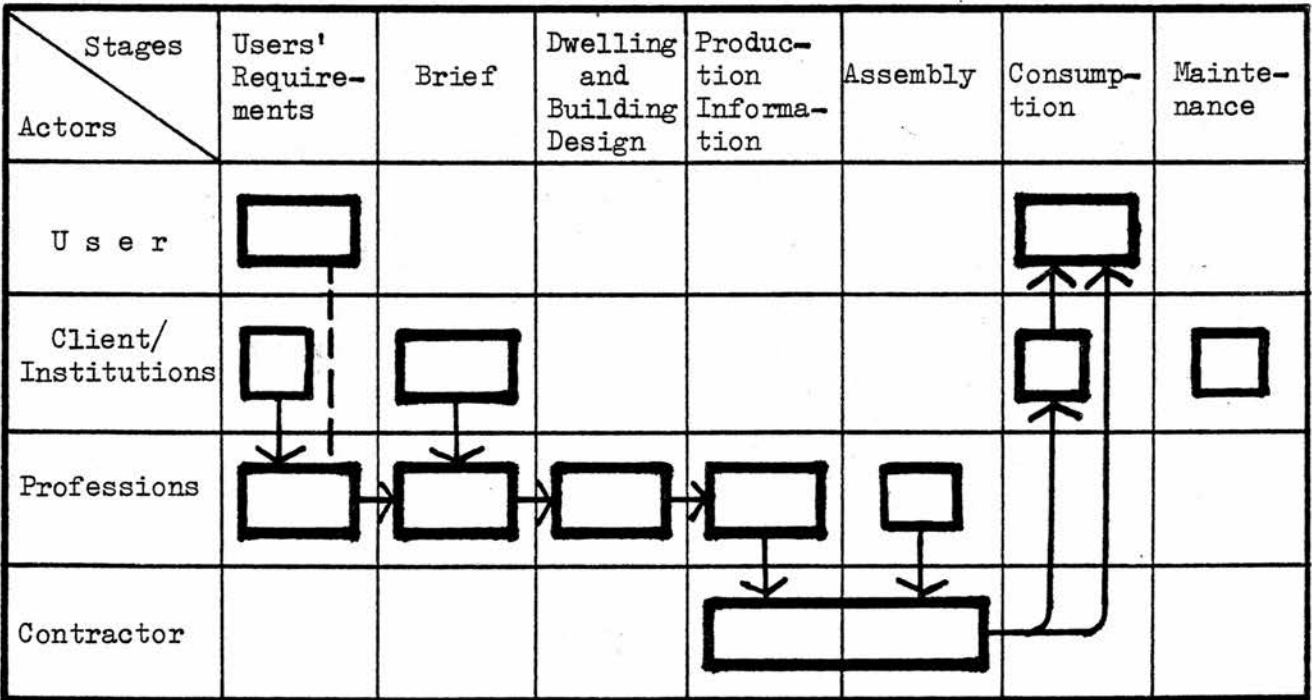 Stages
Actors
Users'
Require-
ments
Brief
Dwelling
and
Building
Design
Produc-
tion
Informa-
tion
Assembly
Consump-
tion
Mainte-
nance
U s e r
Client/
Institutions
Professions
Contractor